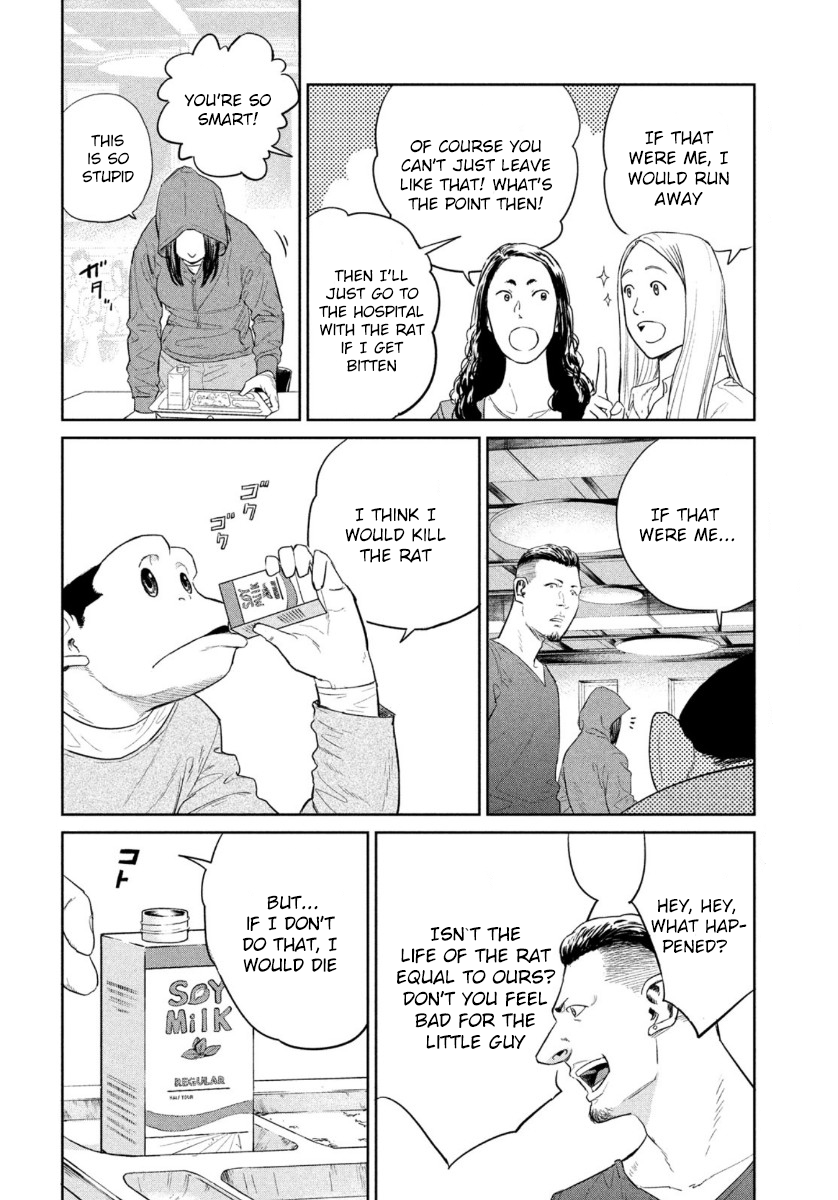 IF THAT
WERE ME, I
WOULD RUN
AWAY
OF COURSE YOU
CAN'T JUST LEAVE
LIKE THAT! WHAT'S
THE POINT THEN!
THEN I'LL
JUST GO TO
THE HOSPITAL
WITH THE RAT
IF I GET
BITTEN
YOU'RE SO
SMART!
THIS
IS SO
STUPID
ガタッ
IF THAT
WERE ME...
I THINK I
WOULD KILL
THE RAT
ゴク
ゴク
SOY
MILK
HEY, HEY,
WHAT HAP-
PENED?
ISN'T THE
LIFE OF THE RAT
EQUAL TO OURS?
DON'T YOU FEEL
BAD FOR THE
LITTLE GUY
BUT...
IF I DON'T
DO THAT, I
WOULD DIE
コト
SOY
MiLK
REGULAR